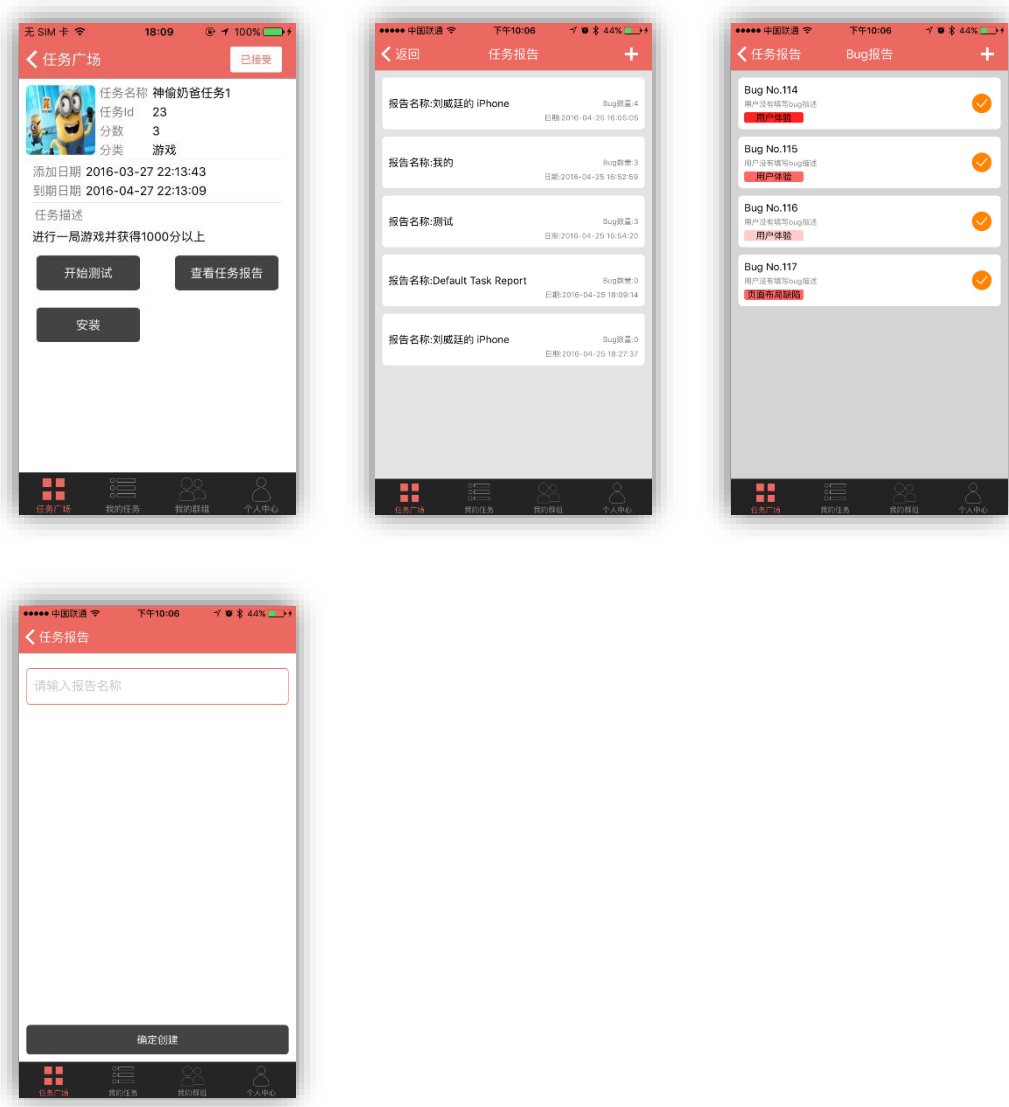 无 SIM 卡 18:09 100%
任务广场 已接受
任务名称 神偷奶爸任务1
任务Id 23
分数 3
分类 游戏
添加日期 2016-03-27 22:13:43
到期日期 2016-04-27 22:13:09
任务描述
进行一局游戏并获得1000分以上
开始测试 查看任务报告
安装
任务广场 我的任务 我的群组 个人中心
中国联通 下午10:06 44%
返回 任务报告 +
报告名称:刘威廷的 iPhone Bug数量:4
日期:2016-04-25 16:05:05
报告名称:我的 Bug数量:3
日期:2016-04-25 16:52:59
报告名称:测试 Bug数量:3
日期:2016-04-25 16:54:20
报告名称:Default Task Report Bug数量:0
日期:2016-04-25 18:09:14
报告名称:刘威廷的 iPhone Bug数量:0
日期:2016-04-25 18:27:37
任务广场 我的任务 我的群组 个人中心
中国联通 下午10:06 44%
任务报告 Bug报告 +
Bug No.114
用户没有填写bug描述
用户体验
Bug No.115
用户没有填写bug描述
用户体验
Bug No.116
用户没有填写bug描述
用户体验
Bug No.117
用户没有填写bug描述
页面布局缺陷
任务广场 我的任务 我的群组 个人中心
中国联通 下午10:06 44%
任务报告
请输入报告名称
确定创建
任务广场 我的任务 我的群组 个人中心